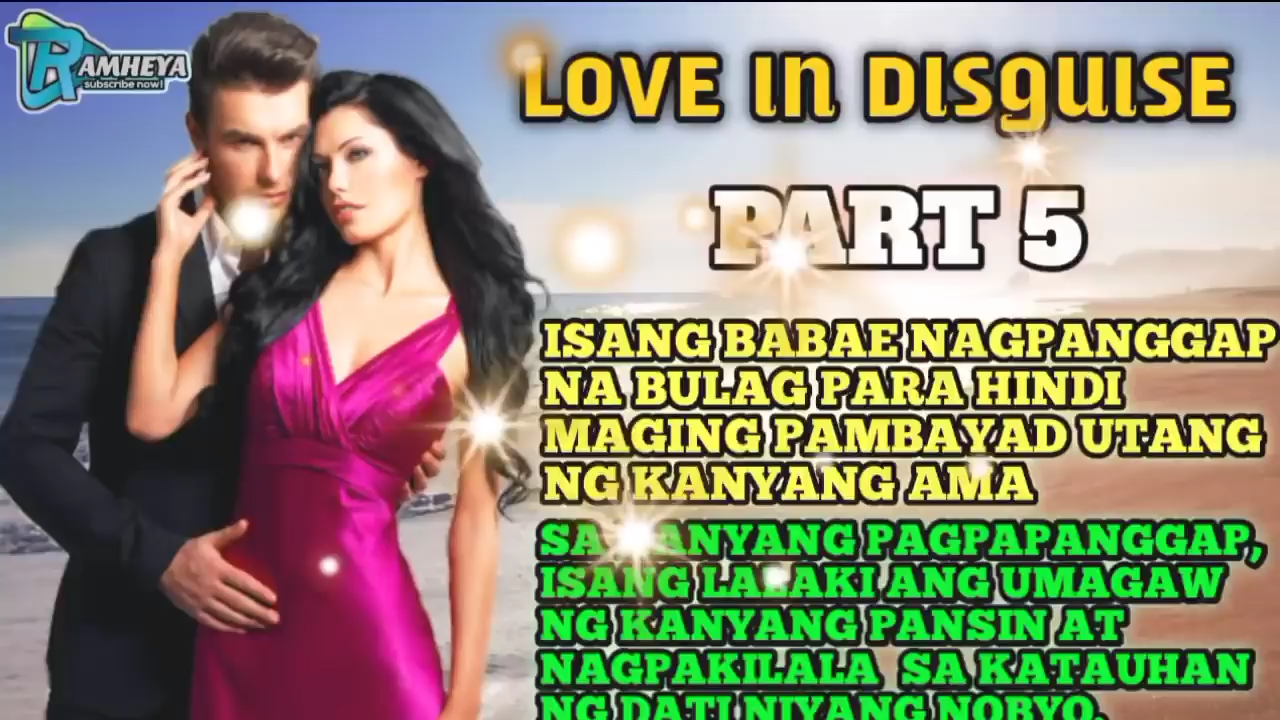 RAMHEYA
subscribe now!
LOVE IN DISGUISE
PART 5
ISANG BABAE NAGPANGGAP
NA BULAG PARA HINDI
MAGING PAMBAYAD UTANG
NG KANYANG AMA
SA KANYANG PAGPAPANGGAP,
ISANG LALAKI ANG UMAGAW
NG KANYANG PANSIN AT
NAGPAKILALA SA KATAUHAN
NG DATI NIYANG NOBYO.